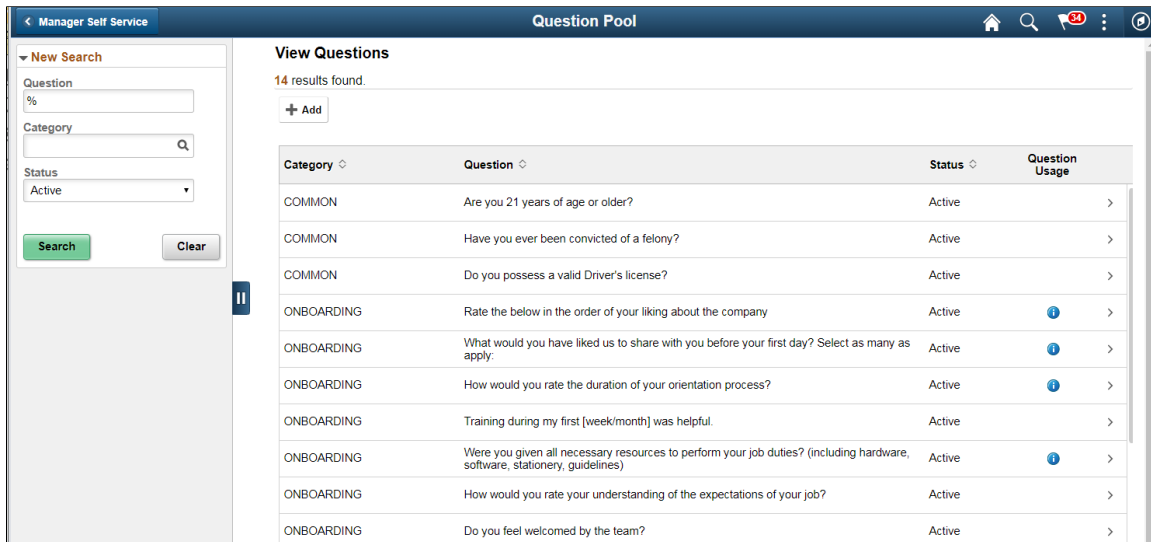 Manager Self Service
Question Pool
34
New Search
Question
%
Category
Status
Active
Search
Clear
View Questions
14 results found.
Add
Category
Question
Status
Question
Usage
COMMON
Are you 21 years of age or older?
Active
COMMON
Have you ever been convicted of a felony?
Active
COMMON
Do you possess a valid Driver's license?
Active
ONBOARDING
Rate the below in the order of your liking about the company
Active
ONBOARDING
What would you have liked us to share with you before your first day? Select as many as
apply:
Active
ONBOARDING
How would you rate the duration of your orientation process?
Active
ONBOARDING
Training during my first [week/month] was helpful.
Active
ONBOARDING
Were you given all necessary resources to perform your job duties? (including hardware,
software, stationery, guidelines)
Active
ONBOARDING
How would you rate your understanding of the expectations of your job?
Active
ONBOARDING
Do you feel welcomed by the team?
Active